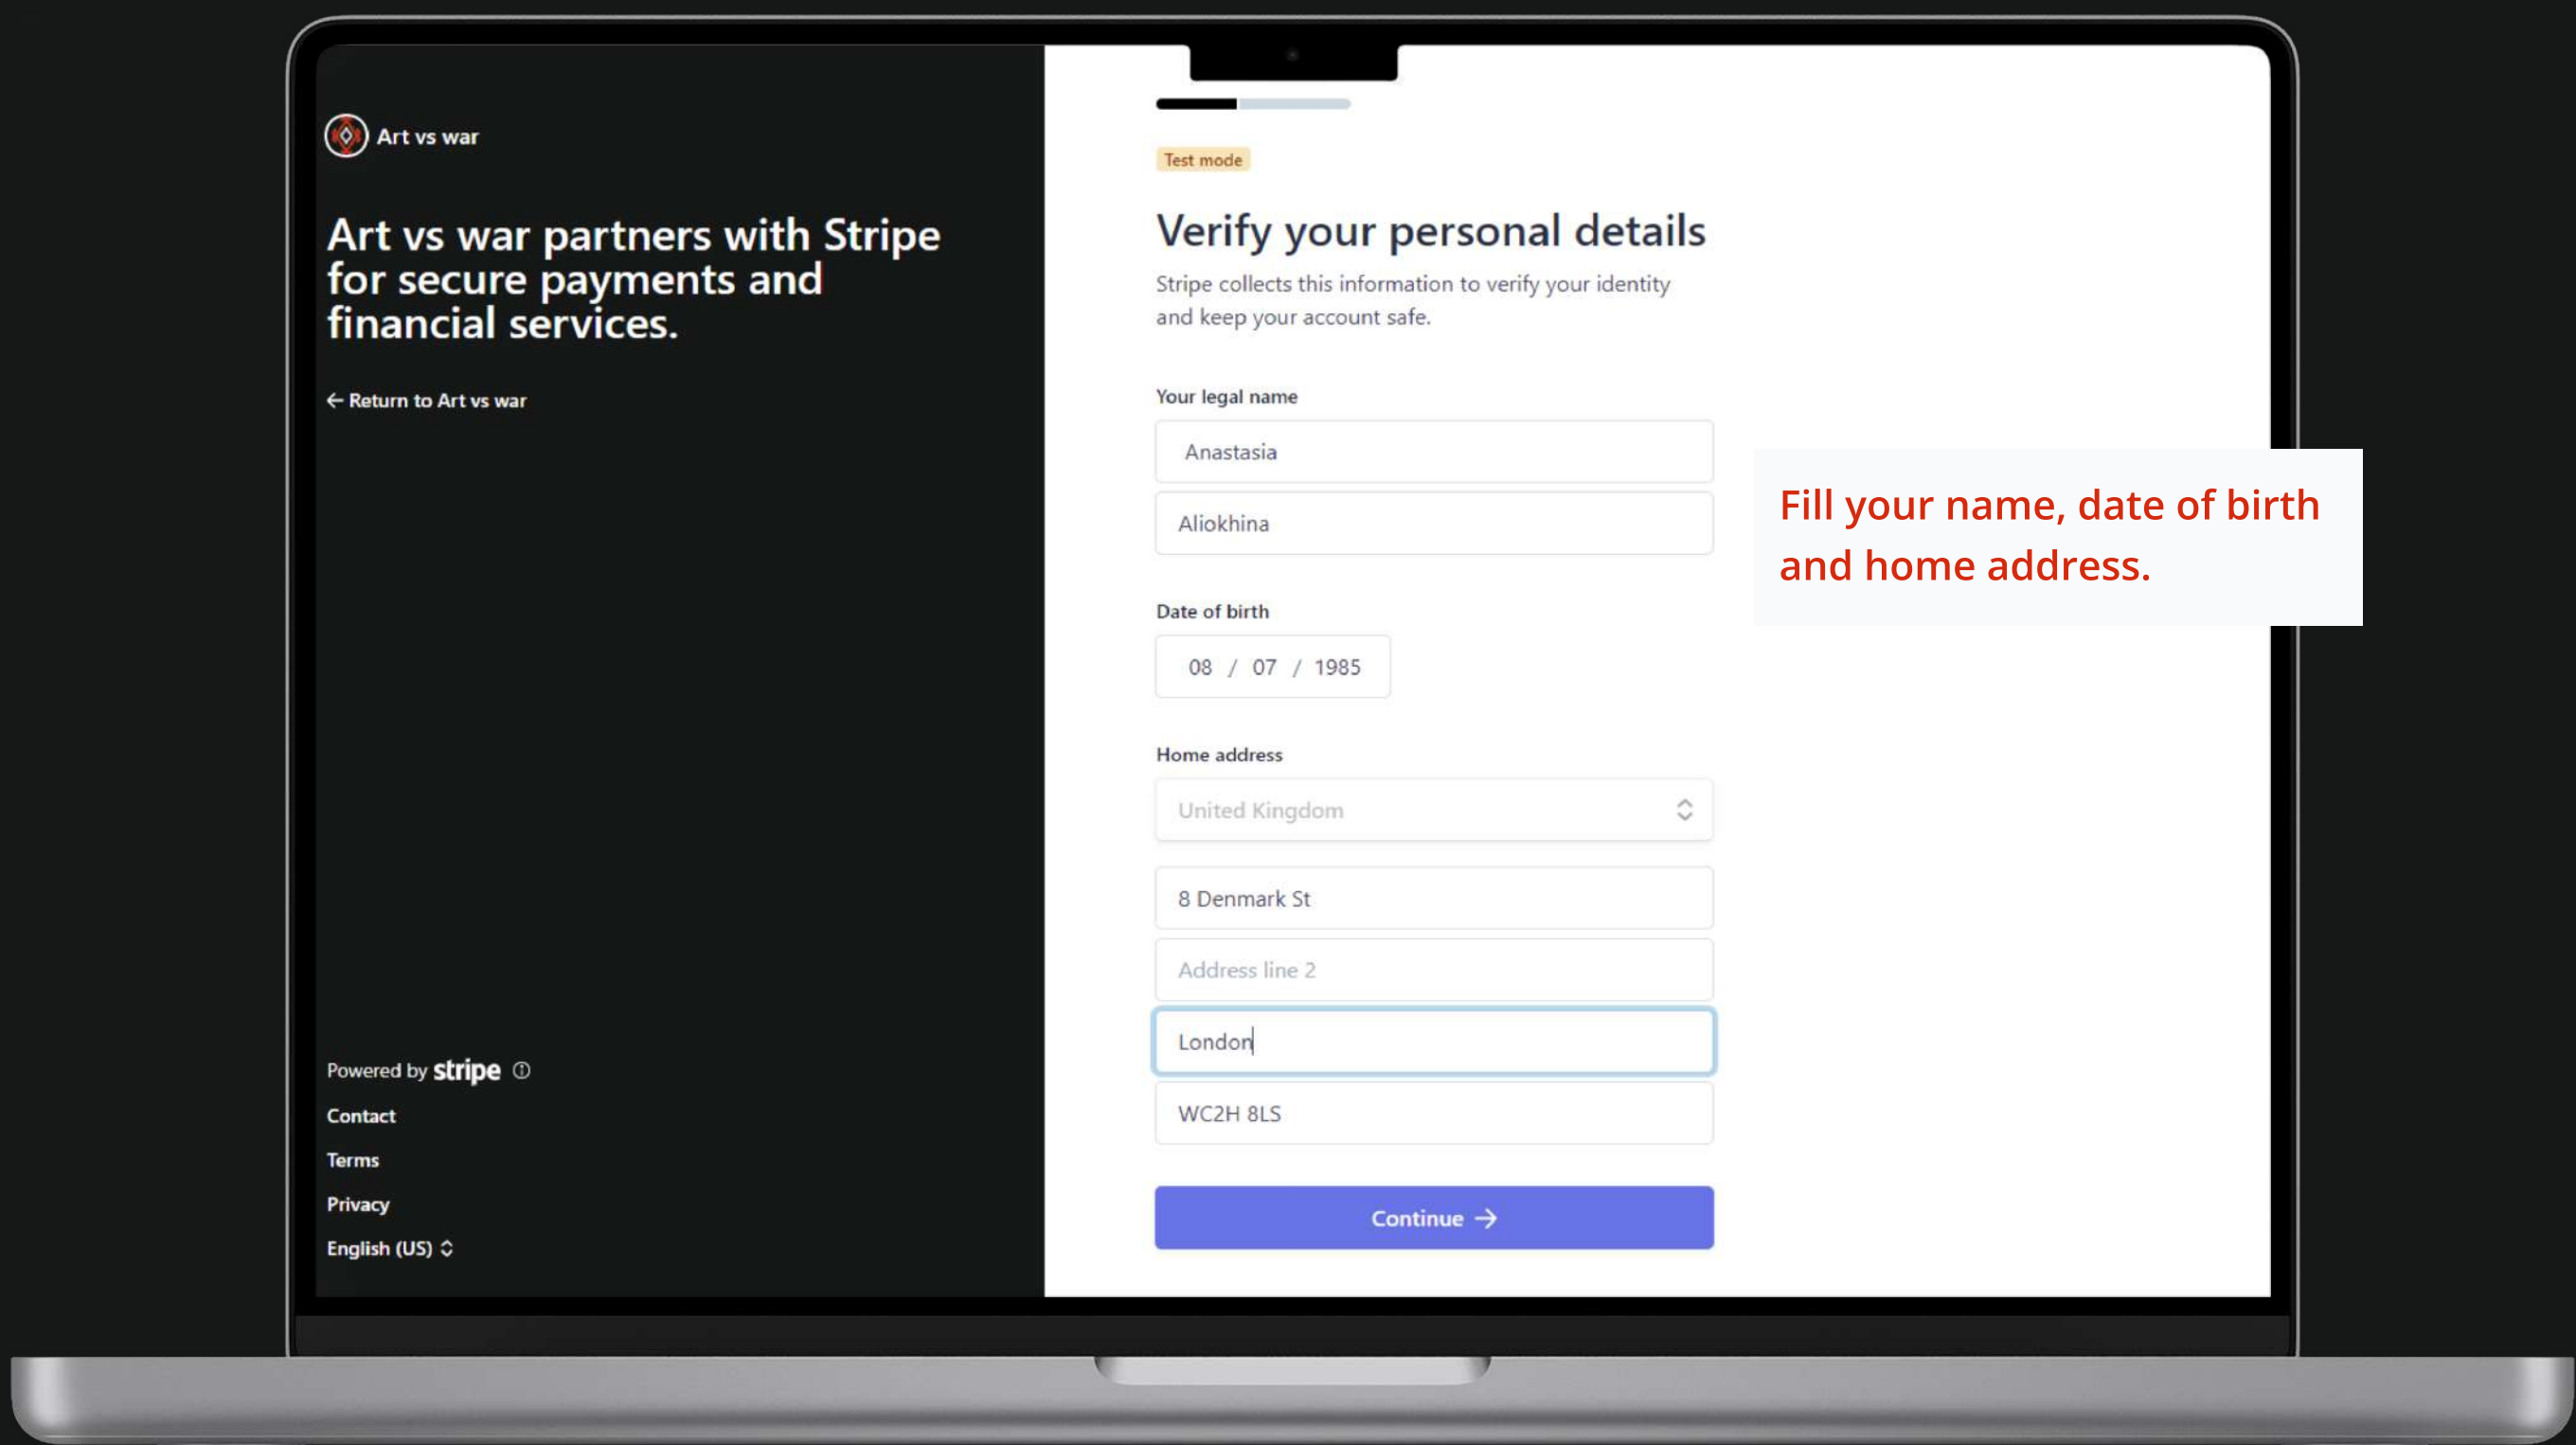 Art vs war
Art vs war partners with Stripe
for secure payments and
financial services.
← Return to Art vs war
Powered by stripe
Contact
Terms
Privacy
English (US)
Test mode
Verify your personal details
Stripe collects this information to verify your identity
and keep your account safe.
Your legal name
Anastasia
Aliokhina
Date of birth
08 / 07 / 1985
Home address
United Kingdom
8 Denmark St
Address line 2
London
WC2H 8LS
Continue →
Fill your name, date of birth
and home address.